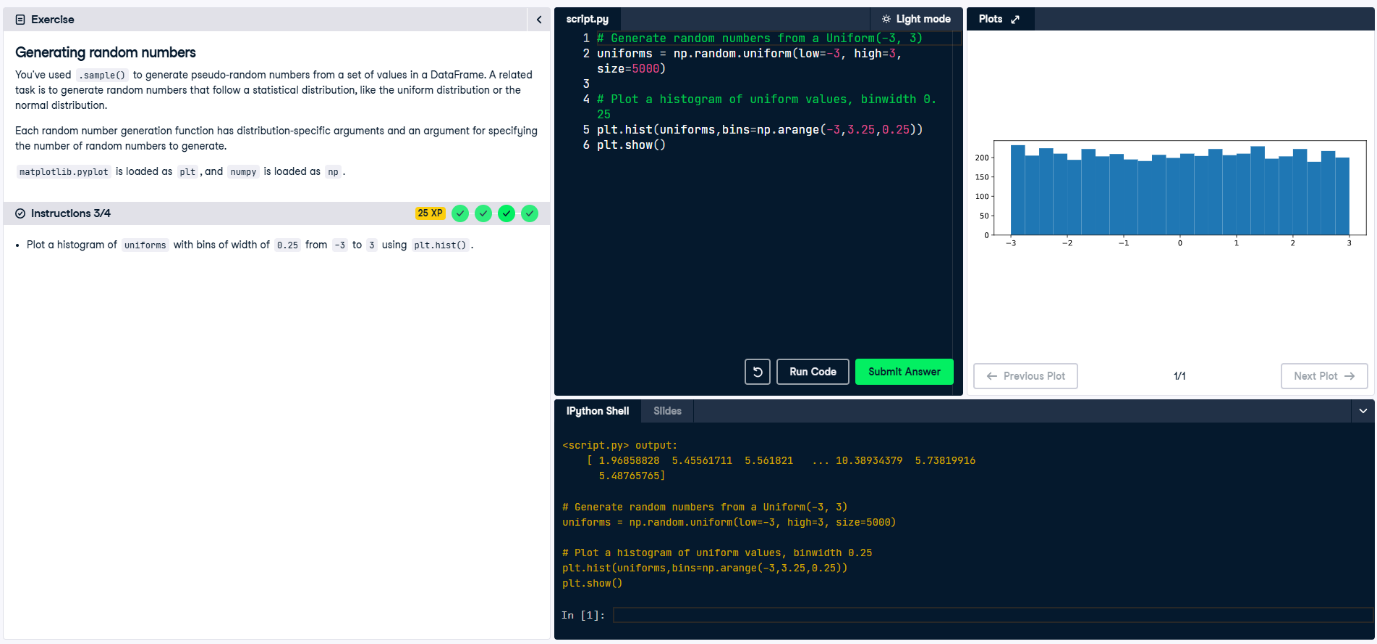 Exercise
Generating random numbers
You've used .sample() to generate pseudo-random numbers from a set of values in a DataFrame. A related
task is to generate random numbers that follow a statistical distribution, like the uniform distribution or the
normal distribution.
Each random number generation function has distribution-specific arguments and an argument for specifying
the number of random numbers to generate.
matplotlib.pyplot is loaded as plt, and numpy is loaded as np.
Instructions 3/4
25 XP
• Plot a histogram of uniforms with bins of width of 0.25 from -3 to 3 using plt.hist().
script.py
Light mode
1 # Generate random numbers from a Uniform(-3, 3)
2 uniforms = np.random.uniform(low=-3, high=3,
size=5000)
3
4 # Plot a histogram of uniform values, binwidth 0.
25
5 plt.hist(uniforms,bins=np.arange(-3,3.25,0.25))
6 plt.show()
Run Code
Submit Answer
Plots
200
150
100
50
0
−3 −2 −1 0 1 2 3
← Previous Plot
1/1
Next Plot →
IPython Shell
Slides
<script.py> output:
[ 1.96858828 5.45561711 5.561821 ... 10.38934379 5.73819916
5.48765765]
# Generate random numbers from a Uniform(-3, 3)
uniforms = np.random.uniform(low=-3, high=3, size=5000)
# Plot a histogram of uniform values, binwidth 0.25
plt.hist(uniforms,bins=np.arange(-3,3.25,0.25))
plt.show()
In [1]: